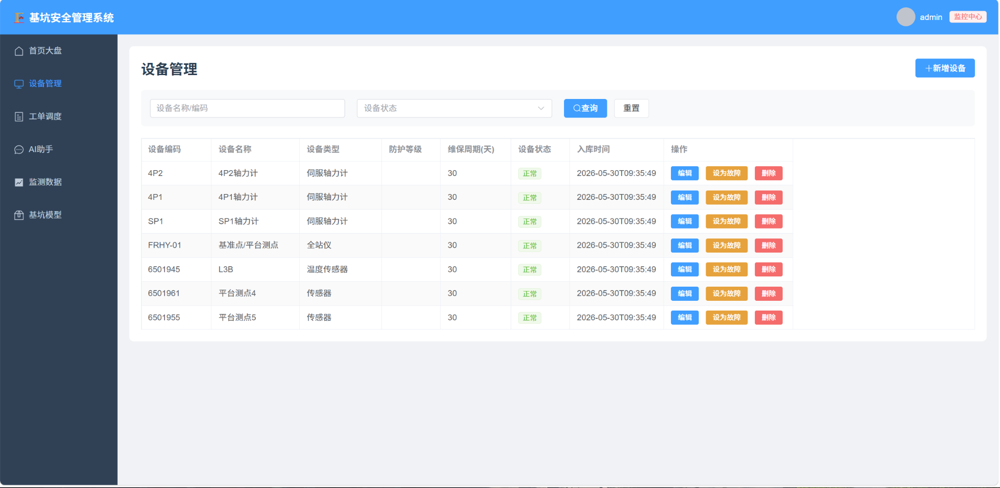 基坑安全管理系统
admin 监控中心
首页大盘
设备管理
工单调度
AI助手
监测数据
基坑模型
设备管理
新增设备
设备名称/编码 设备状态 查询 重置
设备编码 设备名称 设备类型 防护等级 维保周期(天) 设备状态 入库时间 操作
4P2 4P2轴力计 伺服轴力计 30 正常 2026-05-30T09:35:49 编辑 设为故障 删除
4P1 4P1轴力计 伺服轴力计 30 正常 2026-05-30T09:35:49 编辑 设为故障 删除
SP1 SP1轴力计 伺服轴力计 30 正常 2026-05-30T09:35:49 编辑 设为故障 删除
FRHY-01 基准点/平台测点 全站仪 30 正常 2026-05-30T09:35:49 编辑 设为故障 删除
6501945 L3B 温度传感器 30 正常 2026-05-30T09:35:49 编辑 设为故障 删除
6501961 平台测点4 传感器 30 正常 2026-05-30T09:35:49 编辑 设为故障 删除
6501955 平台测点5 传感器 30 正常 2026-05-30T09:35:49 编辑 设为故障 删除